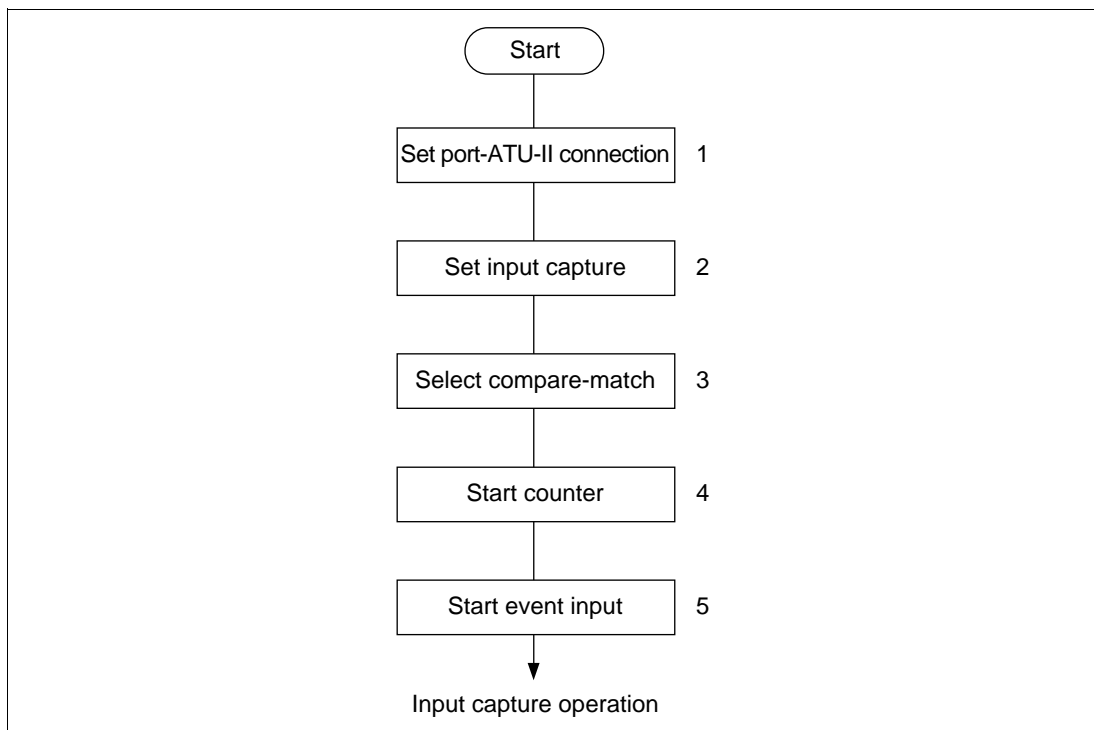 Start
Set port-ATU-II connection 1
Set input capture 2
Select compare-match 3
Start counter 4
Start event input 5
Input capture operation